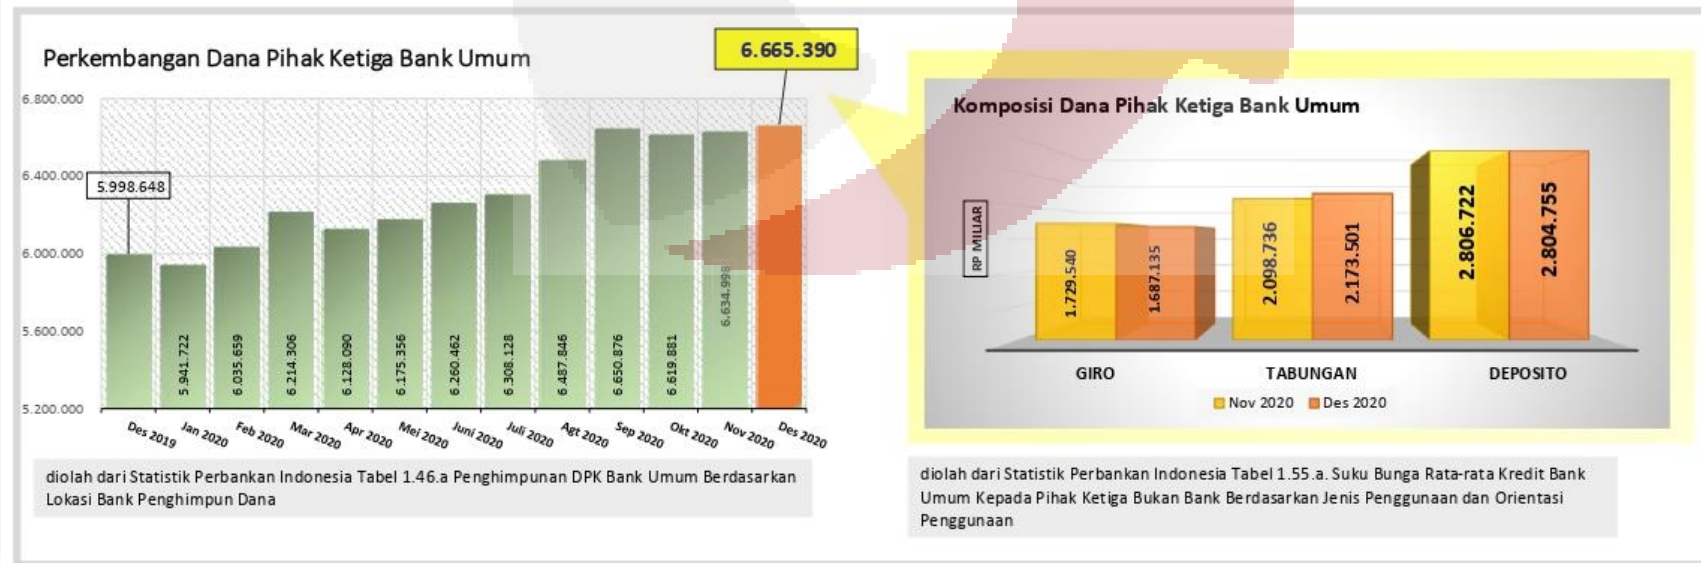 Perkembangan Dana Pihak Ketiga Bank Umum
6.665.390
6.800.000
6.400.000
6.000.000
5.600.000
5.200.000
5.998.648
5.941.722
6.035.659
6.214.306
6.128.090
6.175.356
6.260.462
6.308.128
6.487.846
6.650.876
6.619.881
6.634.998
Des 2019
Jan 2020
Feb 2020
Mar 2020
Apr 2020
Mei 2020
Juni 2020
Juli 2020
Agt 2020
Sep 2020
Okt 2020
Nov 2020
Des 2020
diolah dari Statistik Perbankan Indonesia Tabel 1.46.a Penghimpunan DPK Bank Umum Berdasarkan
Lokasi Bank Penghimpun Dana
Komposisi Dana Pihak Ketiga Bank Umum
RP MILIAR
1.729.540
1.687.135
2.098.736
2.173.501
2.806.722
2.804.755
GIRO
TABUNGAN
DEPOSITO
Nov 2020
Des 2020
diolah dari Statistik Perbankan Indonesia Tabel 1.55.a. Suku Bunga Rata-rata Kredit Bank
Umum Kepada Pihak Ketiga Bukan Bank Berdasarkan Jenis Penggunaan dan Orientasi
Penggunaan